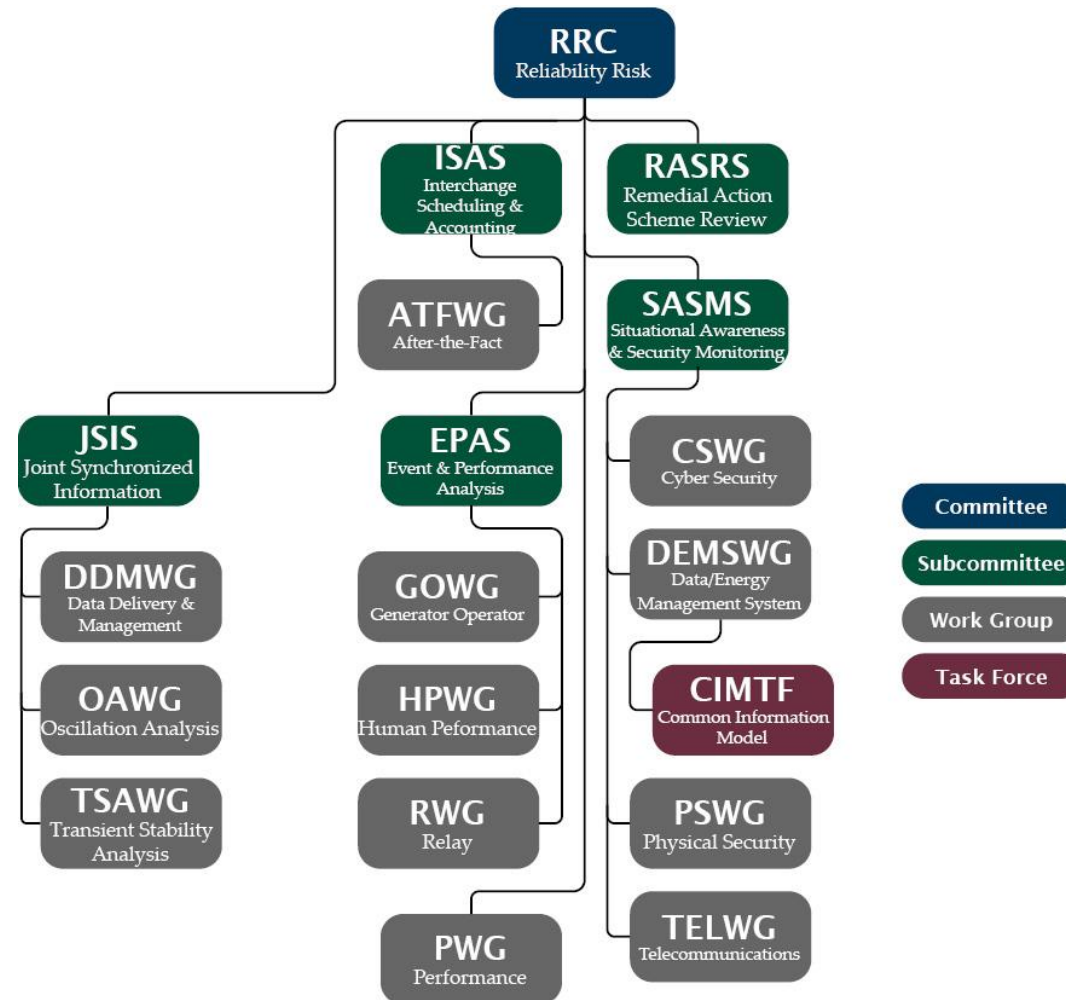 RRC
Reliability Risk
ISAS
Interchange
Scheduling &
Accounting
RASRS
Remedial Action
Scheme Review
ATFWG
After-the-Fact
SASMS
Situational Awareness
& Security Monitoring
JSIS
Joint Synchronized
Information
EPAS
Event & Performance
Analysis
CSWG
Cyber Security
DDMWG
Data Delivery &
Management
GOWG
Generator Operator
DEMSWG
Data/Energy
Management System
OAWG
Oscillation Analysis
HPWG
Human Peformance
CIMTF
Common Information
Model
TSAWG
Transient Stability
Analysis
RWG
Relay
PSWG
Physical Security
PWG
Performance
TELWG
Telecommunications
Committee
Subcommittee
Work Group
Task Force